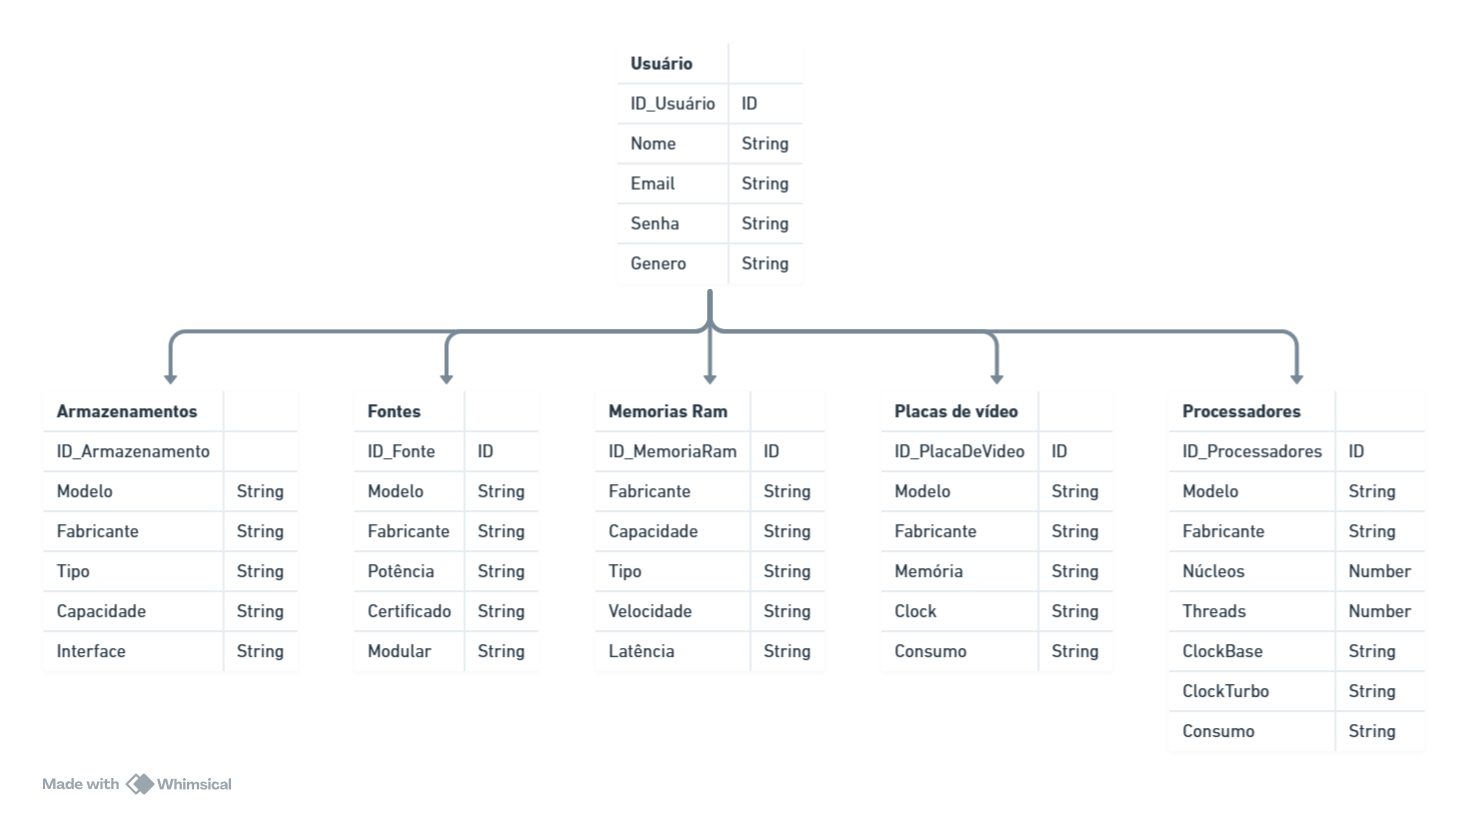 Usuário
ID_Usuário ID
Nome String
Email String
Senha String
Genero String
Armazenamentos
ID_Armazenamento
Modelo String
Fabricante String
Tipo String
Capacidade String
Interface String
Fontes
ID_Fonte ID
Modelo String
Fabricante String
Potência String
Certificado String
Modular String
Memorias Ram
ID_MemoriaRam ID
Fabricante String
Capacidade String
Tipo String
Velocidade String
Latência String
Placas de vídeo
ID_PlacaDeVideo ID
Modelo String
Fabricante String
Memória String
Clock String
Consumo String
Processadores
ID_Processadores ID
Modelo String
Fabricante String
Núcleos Number
Threads Number
ClockBase String
ClockTurbo String
Consumo String
Made with Whimsical